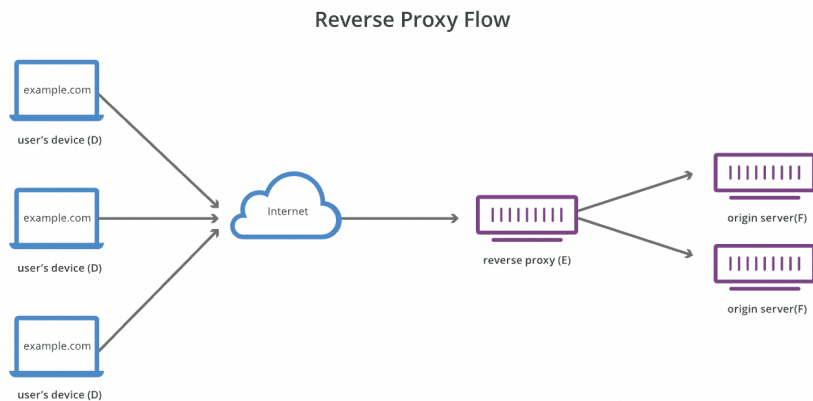 Reverse Proxy Flow
example.com
user's device (D)
example.com
user's device (D)
example.com
user's device (D)
Internet
reverse proxy (E)
origin server(F)
origin server(F)